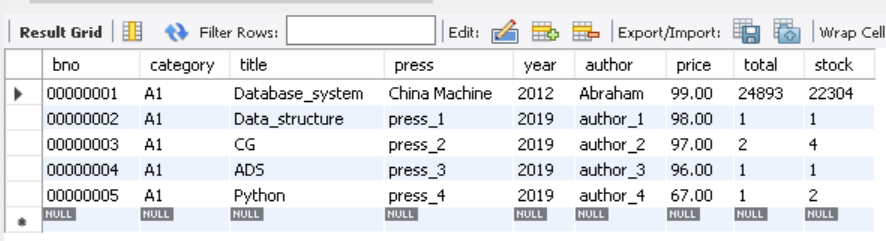 Result Grid Filter Rows: Edit: Export/Import: Wrap Cell
bno category title press year author price total stock
00000001 A1 Database_system China Machine 2012 Abraham 99.00 24893 22304
00000002 A1 Data_structure press_1 2019 author_1 98.00 1 1
00000003 A1 CG press_2 2019 author_2 97.00 2 4
00000004 A1 ADS press_3 2019 author_3 96.00 1 1
00000005 A1 Python press_4 2019 author_4 67.00 1 2
NULL NULL NULL NULL NULL NULL NULL NULL NULL